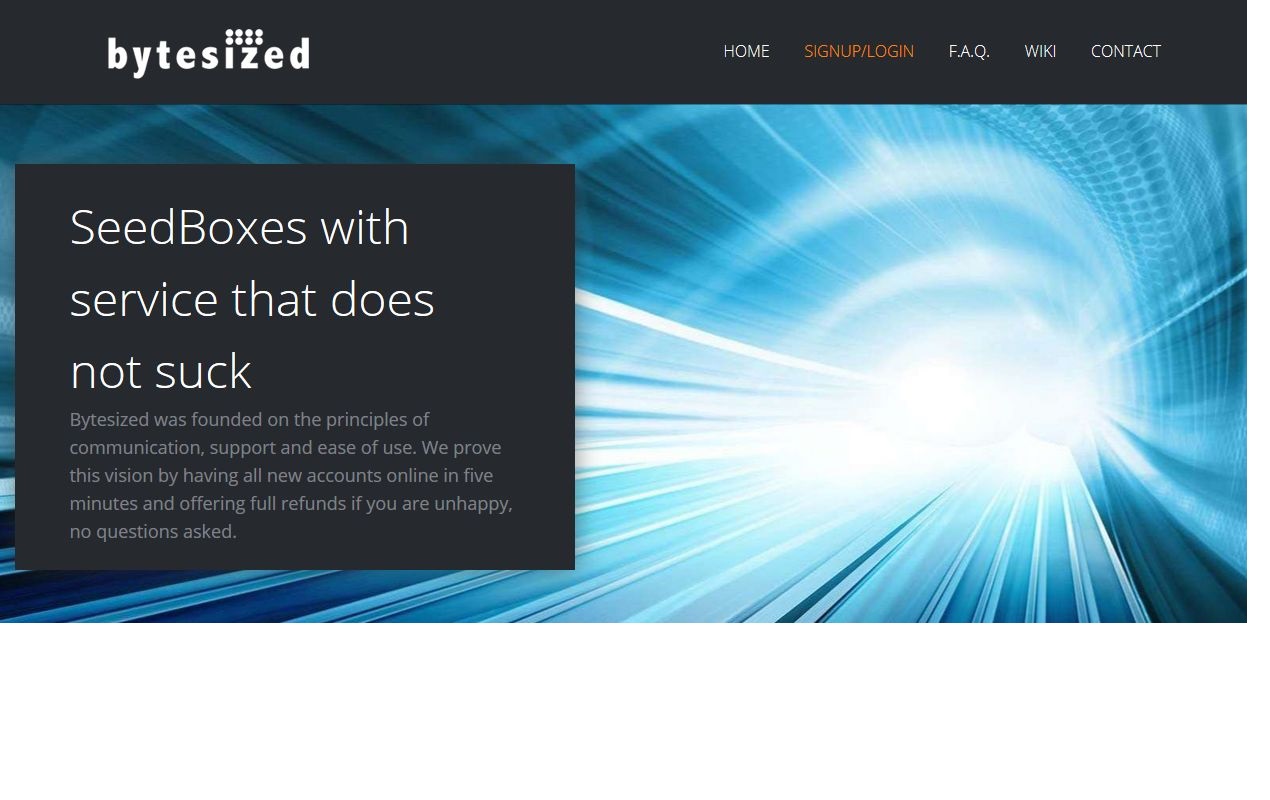 bytesized
HOME SIGNUP/LOGIN F.A.Q. WIKI CONTACT
SeedBoxes with
service that does
not suck
Bytesized was founded on the principles of
communication, support and ease of use. We prove
this vision by having all new accounts online in five
minutes and offering full refunds if you are unhappy,
no questions asked.